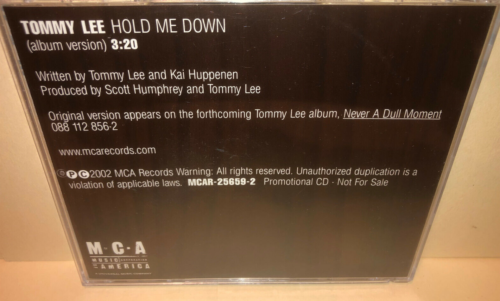 TOMMY LEE HOLD ME DOWN
(album version) 3:20
Written by Tommy Lee and Kai Huppenen
Produced by Scott Humphrey and Tommy Lee
Original version appears on the forthcoming Tommy Lee album, Never A Dull Moment
088 112 856-2
www.mcarecords.com
℗© 2002 MCA Records Warning: All rights reserved. Unauthorized duplication is a
violation of applicable laws. MCAR-25659-2 Promotional CD - Not For Sale
M·C·A
MUSIC
AMERICA